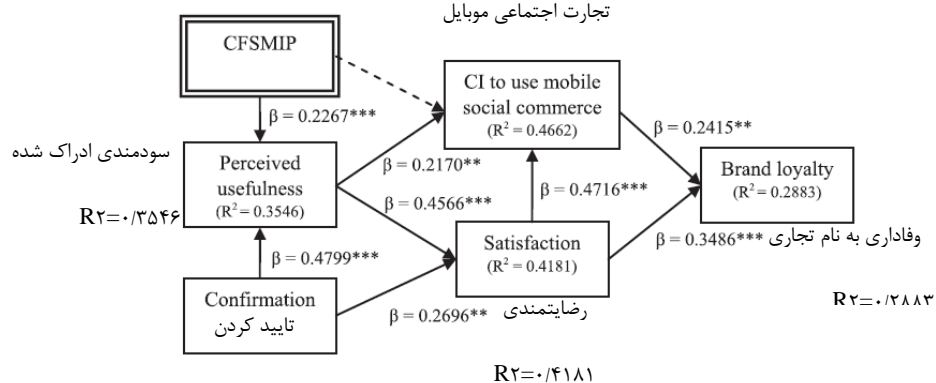 تجارت اجتماعی موبایل
CFSMIP
CI to use mobile
social commerce
(R² = 0.4662)
β = 0.2267***
β = 0.2415**
سودمندی ادراک شده
Perceived
usefulness
(R² = 0.3546)
β = 0.2170**
Brand loyalty
(R² = 0.2883)
β = 0.4716***
β = 0.4566***
R۲=۰/۳۵۴۶
Satisfaction
(R² = 0.4181)
β = 0.3486***
وفاداری به نام تجاری
β = 0.4799***
Confirmation
تایید کردن
β = 0.2696**
رضایتمندی
R۲=۰/۲۸۸۳
R۲=۰/۴۱۸۱